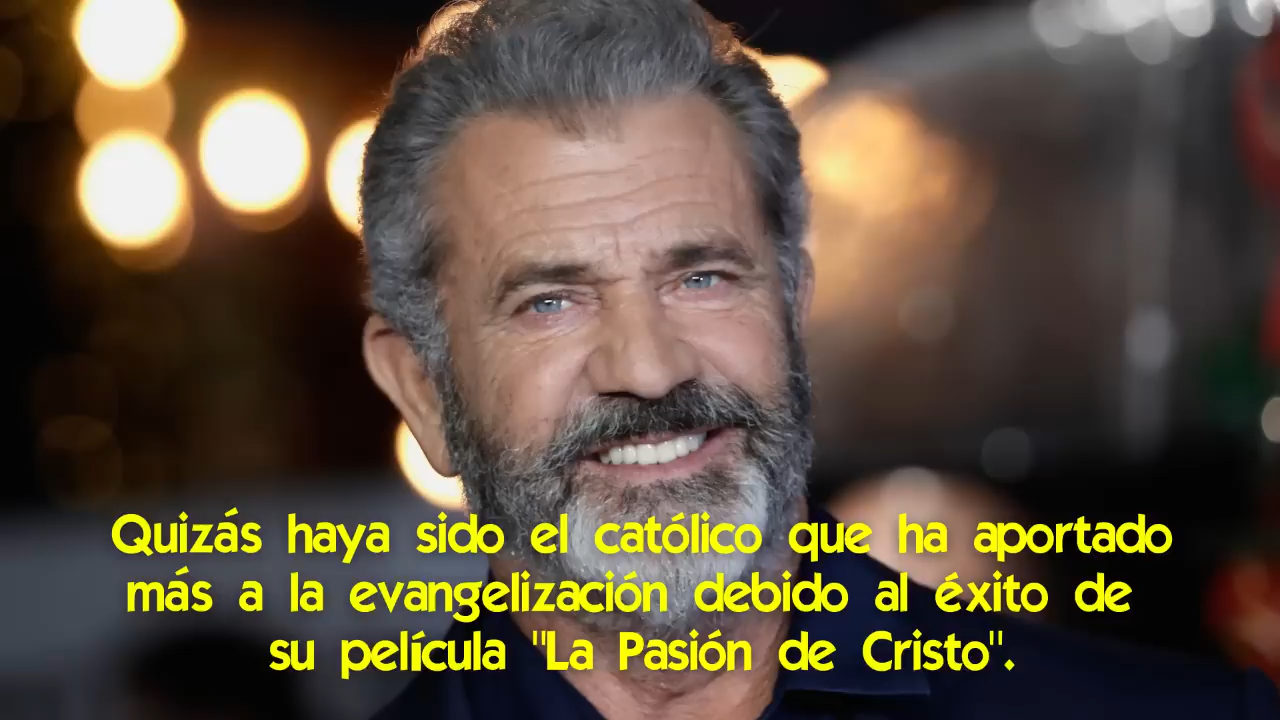 Quizás haya sido el católico que ha aportado
más a la evangelización debido al éxito de
su película "La Pasión de Cristo".